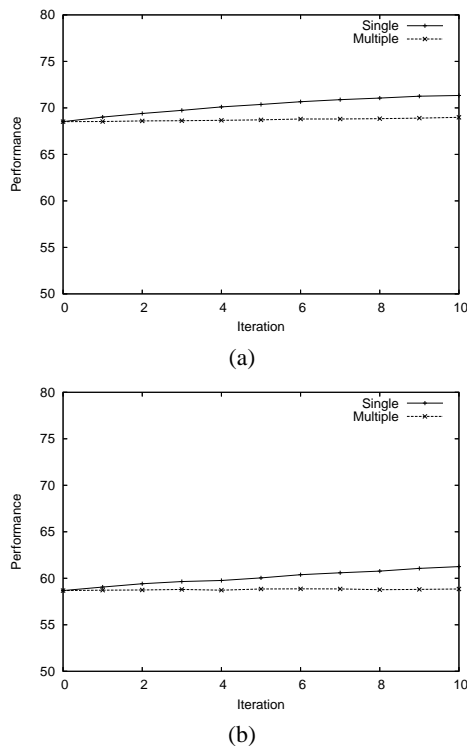 80
75
70
65
60
55
50
Performance
Single
Multiple
0 2 4 6 8 10
Iteration
(a)
80
75
70
65
60
55
50
Performance
Single
Multiple
0 2 4 6 8 10
Iteration
(b)